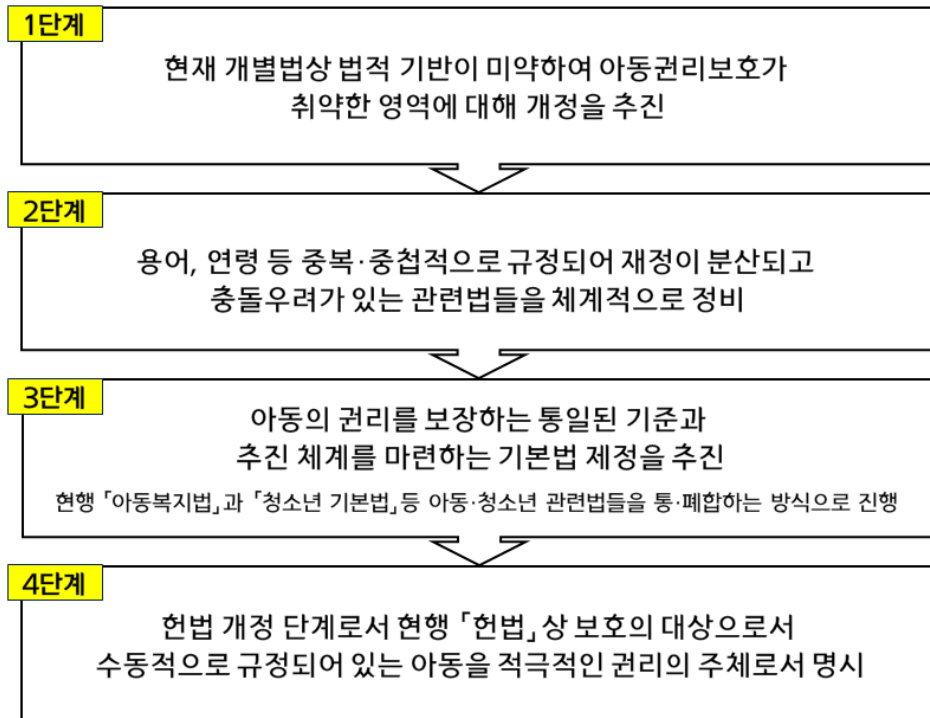 1단계
현재 개별법상 법적 기반이 미약하여 아동권리보호가
취약한 영역에 대해 개정을 추진
2단계
용어, 연령 등 중복·중첩적으로 규정되어 재정이 분산되고
충돌우려가 있는 관련법들을 체계적으로 정비
3단계
아동의 권리를 보장하는 통일된 기준과
추진 체계를 마련하는 기본법 제정을 추진
현행 「아동복지법」과 「청소년 기본법」등 아동·청소년 관련법들을 통·폐합하는 방식으로 진행
4단계
헌법 개정 단계로서 현행 「헌법」상 보호의 대상으로서
수동적으로 규정되어 있는 아동을 적극적인 권리의 주체로서 명시